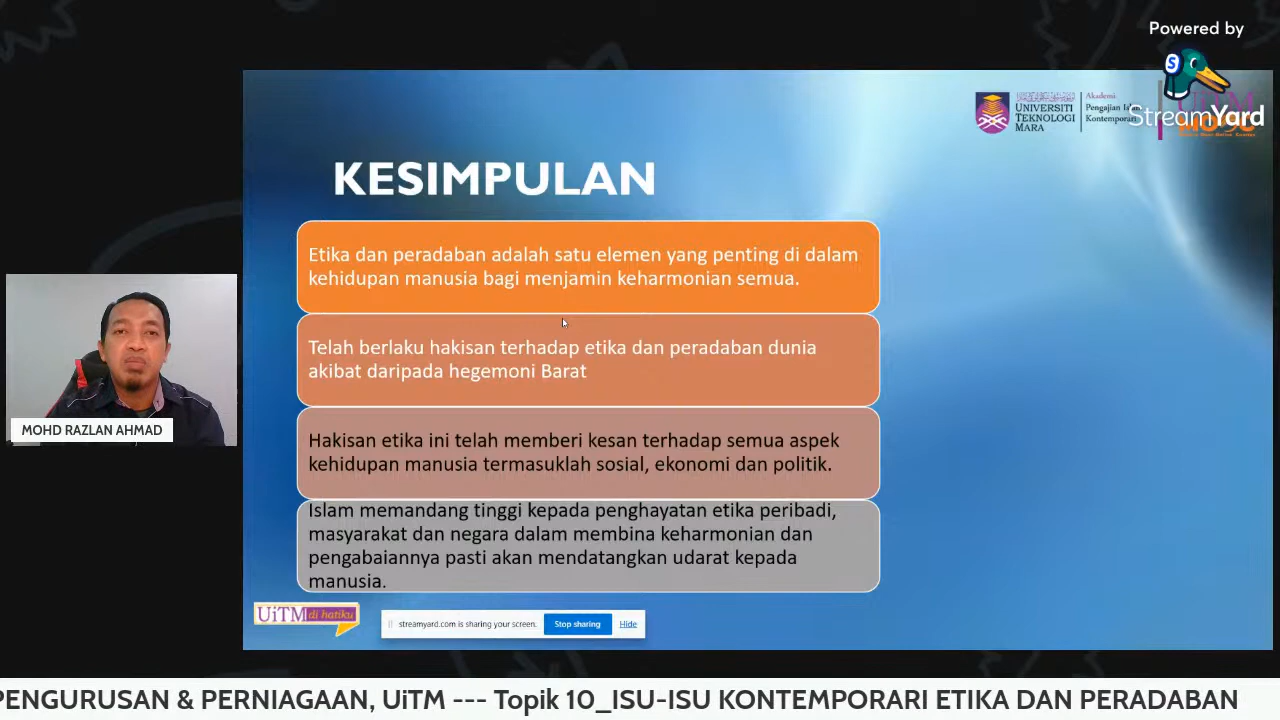 Powered by
StreamYard
UNIVERSITI
TEKNOLOGI
MARA
Akademi
Pengajian
Kontemporari
KESIMPULAN
Etika dan peradaban adalah satu elemen yang penting di dalam
kehidupan manusia bagi menjamin keharmonian semua.
Telah berlaku hakisan terhadap etika dan peradaban dunia
akibat daripada hegemoni Barat
Hakisan etika ini telah memberi kesan terhadap semua aspek
kehidupan manusia termasuklah sosial, ekonomi dan politik.
Islam memandang tinggi kepada penghayatan etika peribadi,
masyarakat dan negara dalam membina keharmonian dan
pengabaiannya pasti akan mendatangkan udarat kepada
manusia.
MOHD RAZLAN AHMAD
UiTM di hatiku
streamyard.com is sharing your screen. Stop sharing Hide
PENGURUSAN & PERNIAGAAN, UiTM --- Topik 10_ISU-ISU KONTEMPORARI ETIKA DAN PERADABAN